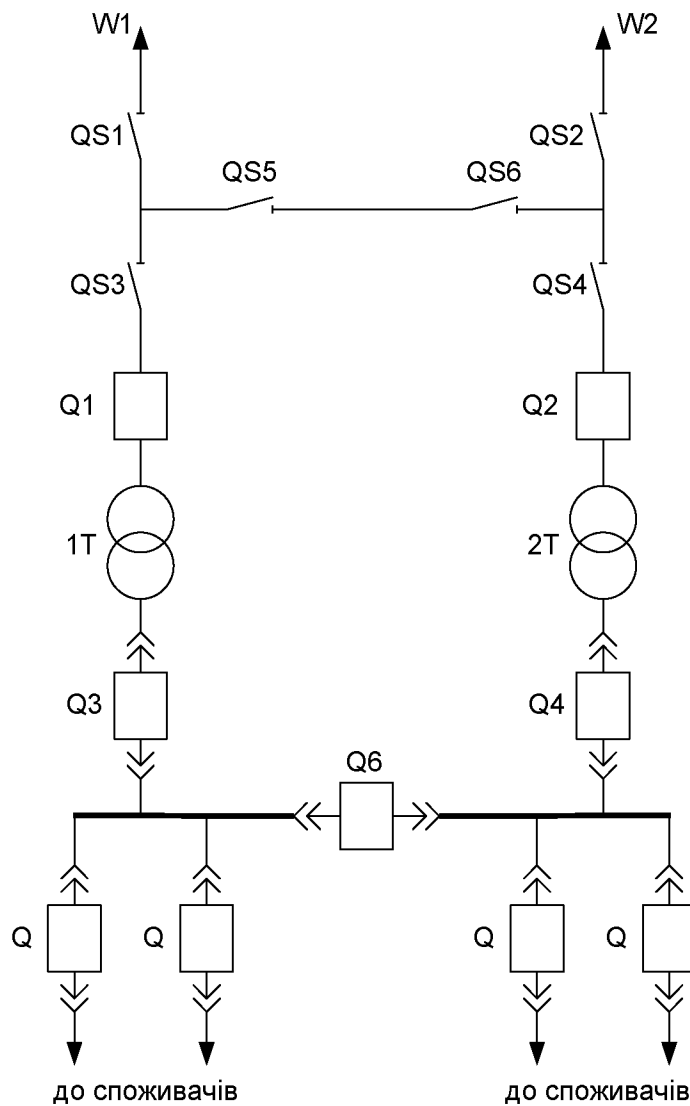 W1
W2
QS1
QS2
QS5
QS6
QS3
QS4
Q1
Q2
1T
2T
Q3
Q4
Q6
Q
Q
Q
Q
до споживачів
до споживачів